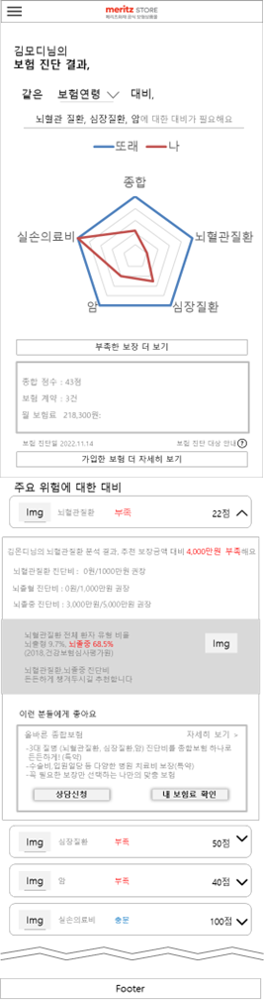 meritz STORE
메리츠화재 공식 인터넷보험
김모디님의
보험 진단 결과,
같은 보험연령 대비,
뇌혈관 질환, 심장질환, 암에 대한 대비가 필요해요
또래 나
종합
실손의료비 뇌혈관질환
암 심장질환
부족한 보장 더 보기
종합 점수 : 43점
보험 계약 : 3건
월 보험료 218,300원:
보험 진단일 2022.11.14 보험 진단 대상 안내?
가입한 보험 더 자세히 보기
주요 위험에 대한 대비
Img 뇌혈관질환 부족 22점
김몬디님의 뇌혈관질환 분석 결과, 추천 보장금액 대비 4,000만원 부족해요
뇌혈관질환 진단비 : 0원/1000만원 권장
뇌출혈 진단비 : 0원/1,000만원 권장
뇌졸중 진단비 : 3,000만원/5,000만원 권장
뇌혈관질환 전체 환자 유형 비율
뇌출형 9.7%, 뇌졸중 68.5%
(2018,건강보험심사평가원)
Img
뇌혈관질환,뇌졸중 진단비
든든하게 챙겨두시길 추천합니다
이런 분들에게 좋아요
올바른 종합보험 자세히 보기 >
-3대 질병 (뇌혈관질환, 심장질환,암) 진단비를 종합보험 하나로
든든하게! (특약)
-수술비,입원일당 등 다양한 병원 치료비 보장(특약)
-꼭 필요한 보장만 선택하는 나만의 맞춤 보험
상담신청 내 보험료 확인
Img 심장질환 부족 50점
Img 암 부족 40점
Img 실손의료비 충분 100점
Footer